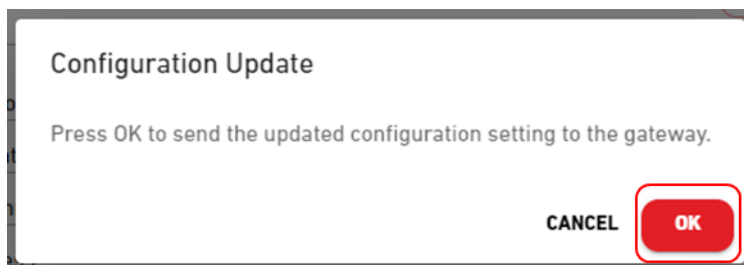 Configuration Update
Press OK to send the updated configuration setting to the gateway.
CANCEL OK